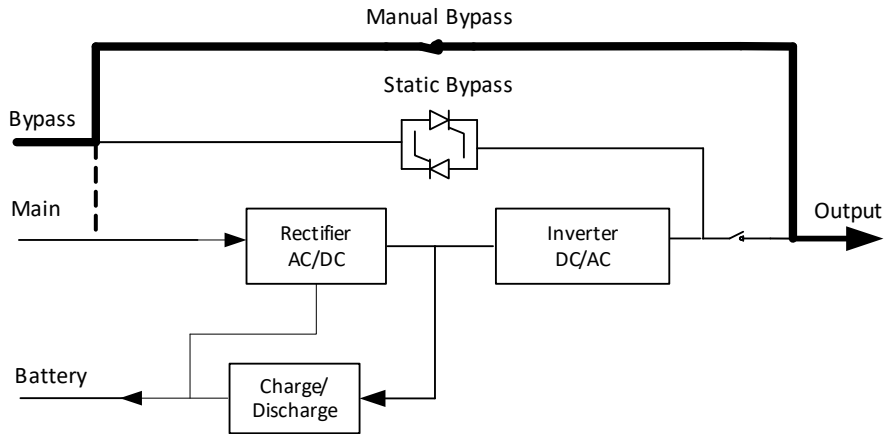 Manual Bypass
Static Bypass
Bypass
Main
Rectifier
AC/DC
Inverter
DC/AC
Output
Battery
Charge/
Discharge